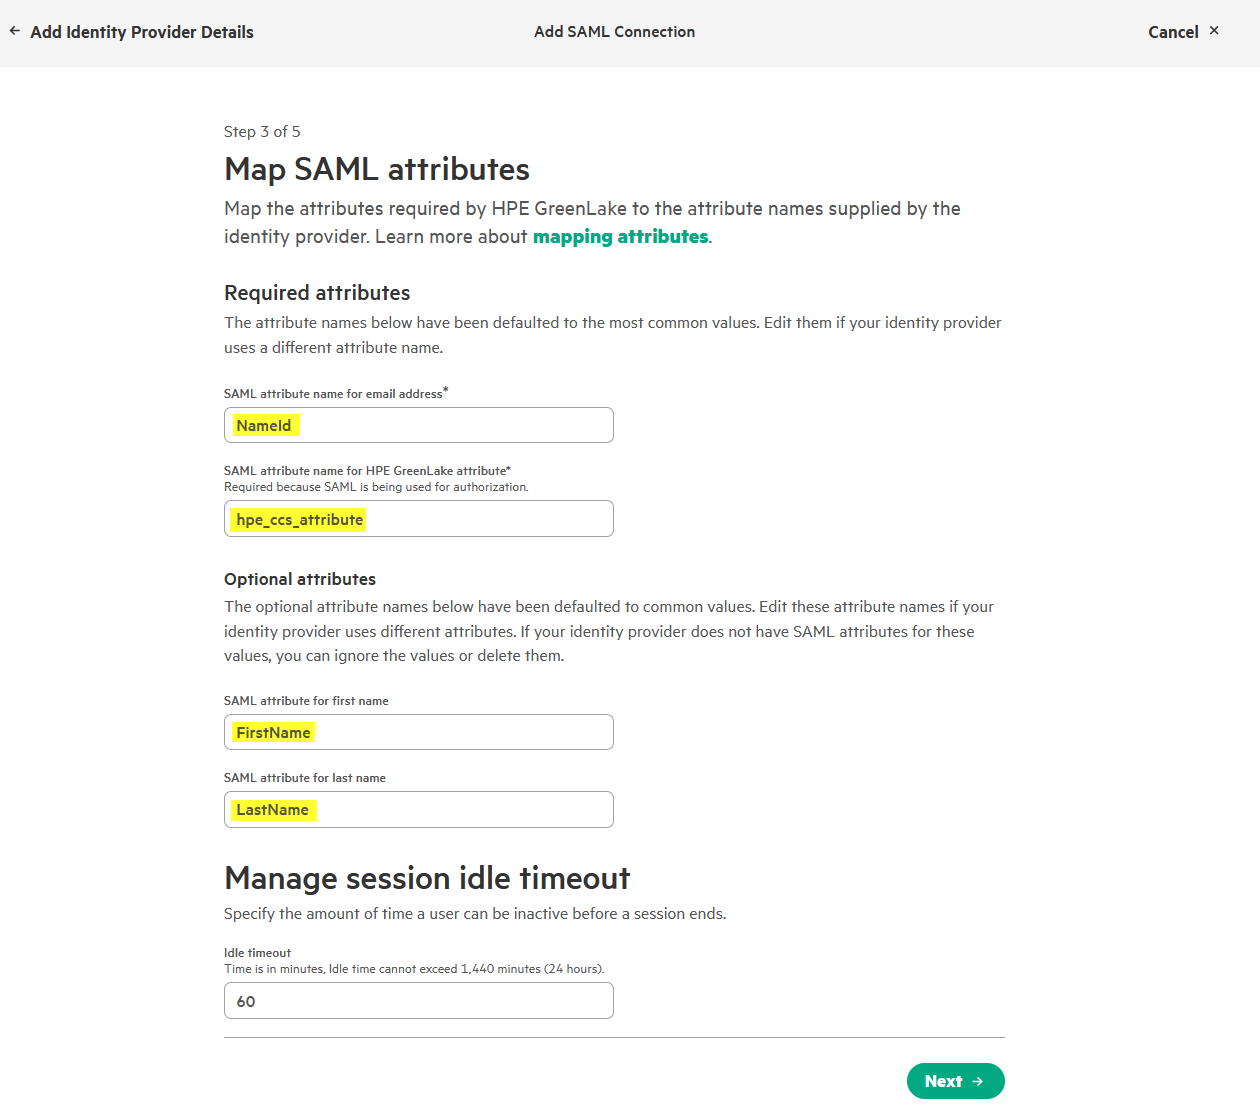 ← Add Identity Provider Details
Add SAML Connection
Cancel ×
Step 3 of 5
Map SAML attributes
Map the attributes required by HPE GreenLake to the attribute names supplied by the
identity provider. Learn more about mapping attributes.
Required attributes
The attribute names below have been defaulted to the most common values. Edit them if your identity provider
uses a different attribute name.
SAML attribute name for email address*
NameId
SAML attribute name for HPE GreenLake attribute*
Required because SAML is being used for authorization.
hpe_ccs_attribute
Optional attributes
The optional attribute names below have been defaulted to common values. Edit these attribute names if your
identity provider uses different attributes. If your identity provider does not have SAML attributes for these
values, you can ignore the values or delete them.
SAML attribute for first name
FirstName
SAML attribute for last name
LastName
Manage session idle timeout
Specify the amount of time a user can be inactive before a session ends.
Idle timeout
Time is in minutes, Idle time cannot exceed 1,440 minutes (24 hours).
60
Next →